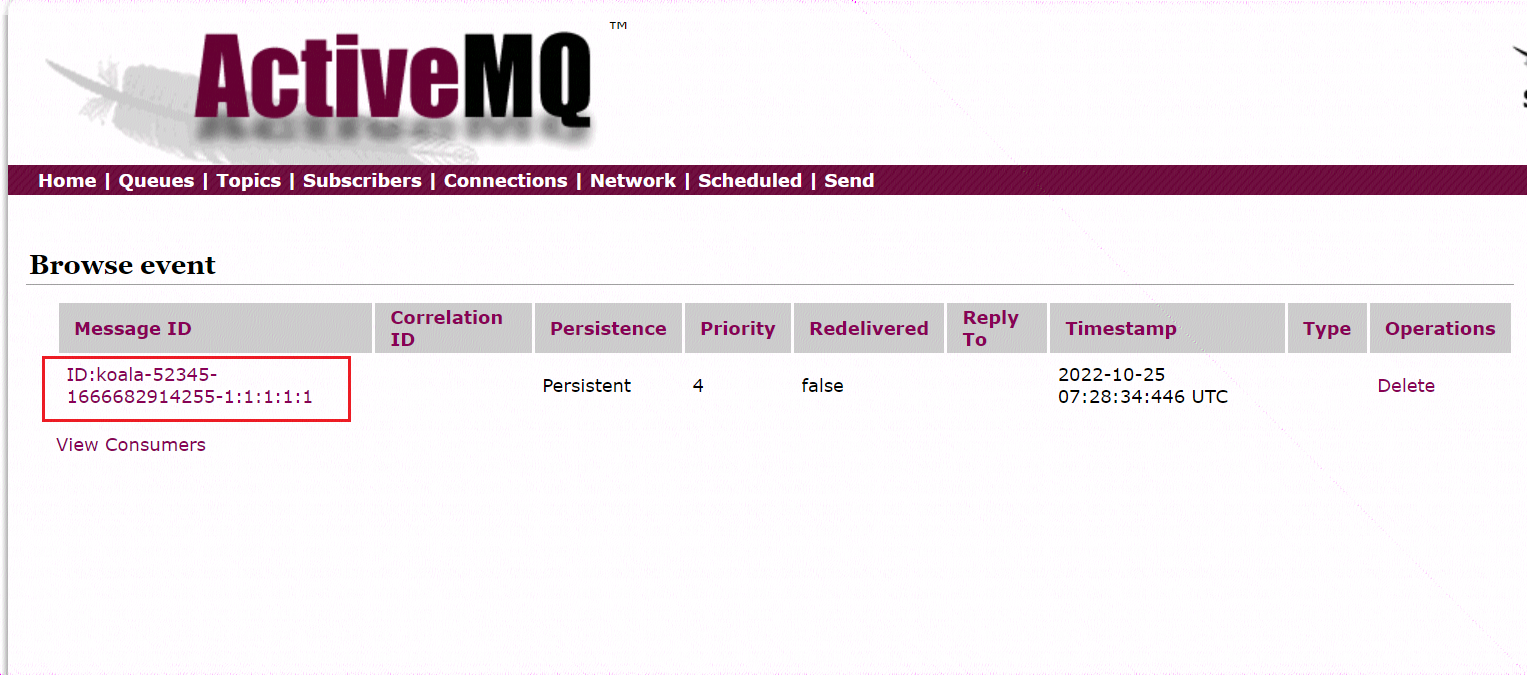 ActiveMQ™
Home | Queues | Topics | Subscribers | Connections | Network | Scheduled | Send
Browse event
Message ID Correlation ID Persistence Priority Redelivered Reply To Timestamp Type Operations
ID:koala-52345-
1666682914255-1:1:1:1:1 Persistent 4 false 2022-10-25
07:28:34:446 UTC Delete
View Consumers